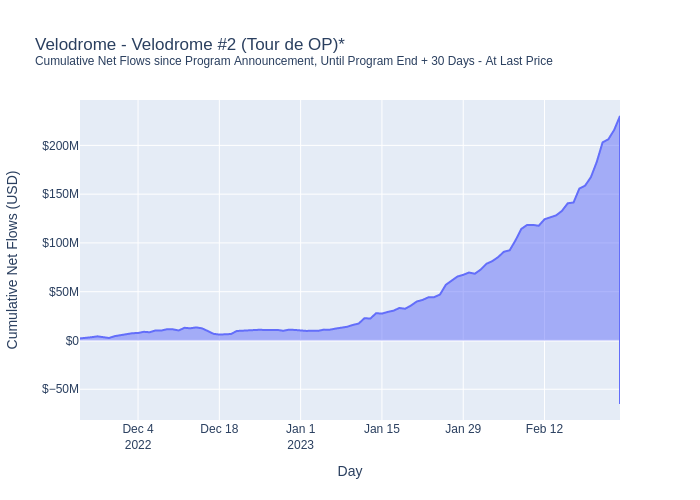 Velodrome - Velodrome #2 (Tour de OP)*
Cumulative Net Flows since Program Announcement, Until Program End + 30 Days - At Last Price
Cumulative Net Flows (USD)
$200M
$150M
$100M
$50M
$0
$−50M
Dec 4
2022
Dec 18
Jan 1
2023
Jan 15
Jan 29
Feb 12
Day